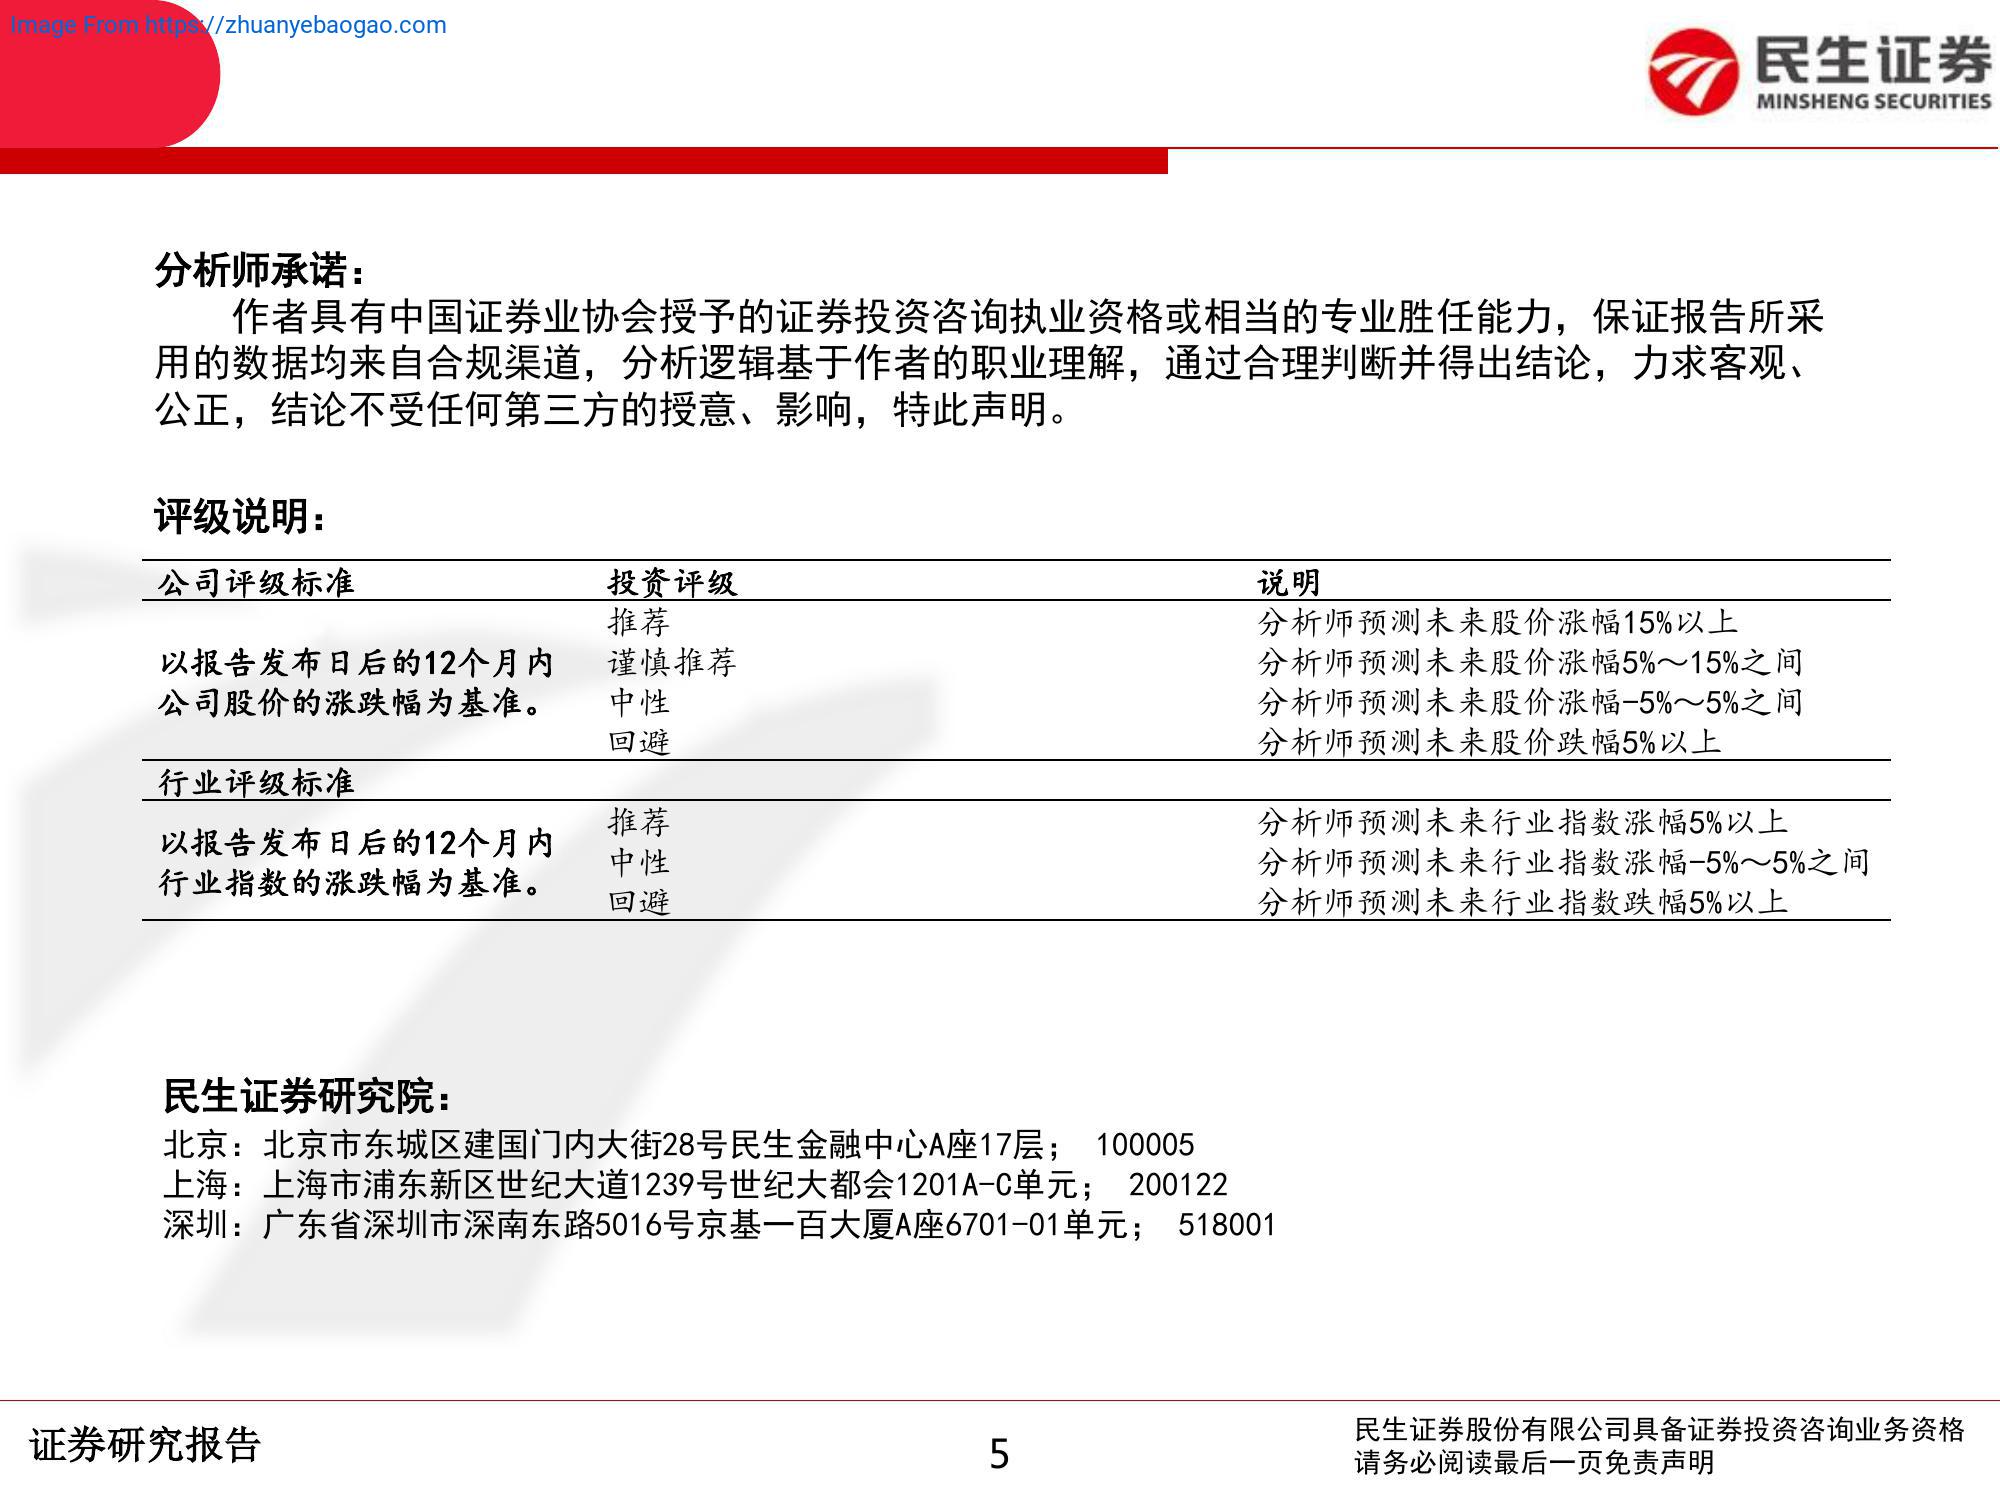 Image From https://zhuanyebaogao.com
民生证券
MINSHENG SECURITIES
分析师承诺：
作者具有中国证券业协会授予的证券投资咨询执业资格或相当的专业胜任能力，保证报告所采
用的数据均来自合规渠道，分析逻辑基于作者的职业理解，通过合理判断并得出结论，力求客观、
公正，结论不受任何第三方的授意、影响，特此声明。
评级说明：
公司评级标准 投资评级 说明
推荐 分析师预测未来股价涨幅15%以上
以报告发布日后的12个月内 谨慎推荐 分析师预测未来股价涨幅5%～15%之间
公司股价的涨跌幅为基准。 中性 分析师预测未来股价涨幅-5%～5%之间
回避 分析师预测未来股价跌幅5%以上
行业评级标准
推荐 分析师预测未来行业指数涨幅5%以上
以报告发布日后的12个月内 中性 分析师预测未来行业指数涨幅-5%～5%之间
行业指数的涨跌幅为基准。 回避 分析师预测未来行业指数跌幅5%以上
民生证券研究院：
北京：北京市东城区建国门内大街28号民生金融中心A座17层； 100005
上海：上海市浦东新区世纪大道1239号世纪大都会1201A-C单元； 200122
深圳：广东省深圳市深南东路5016号京基一百大厦A座6701-01单元； 518001
证券研究报告
5
民生证券股份有限公司具备证券投资咨询业务资格
请务必阅读最后一页免责声明